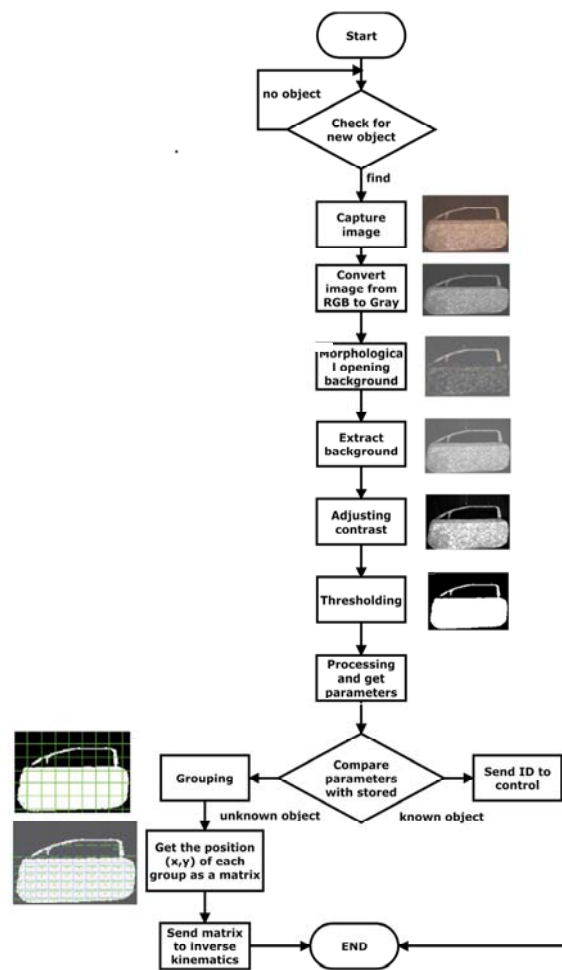 Start
no object
Check for
new object
find
Capture
image
Convert
image from
RGB to Gray
Morphologica
l opening
background
Extract
background
Adjusting
contrast
Thresholding
Processing
and get
parameters
Compare
parameters
with stored
Grouping
Send ID to
control
unknown object
known object
Get the position
(x,y) of each
group as a matrix
Send matrix
to inverse
kinematics
END